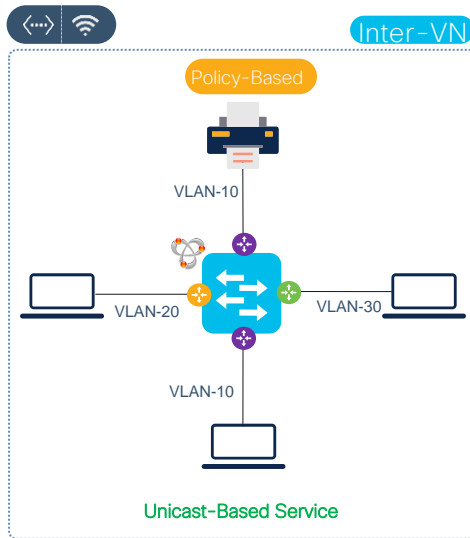 Inter-VN
Policy-Based
VLAN-10
VLAN-20
VLAN-30
VLAN-10
Unicast-Based Service